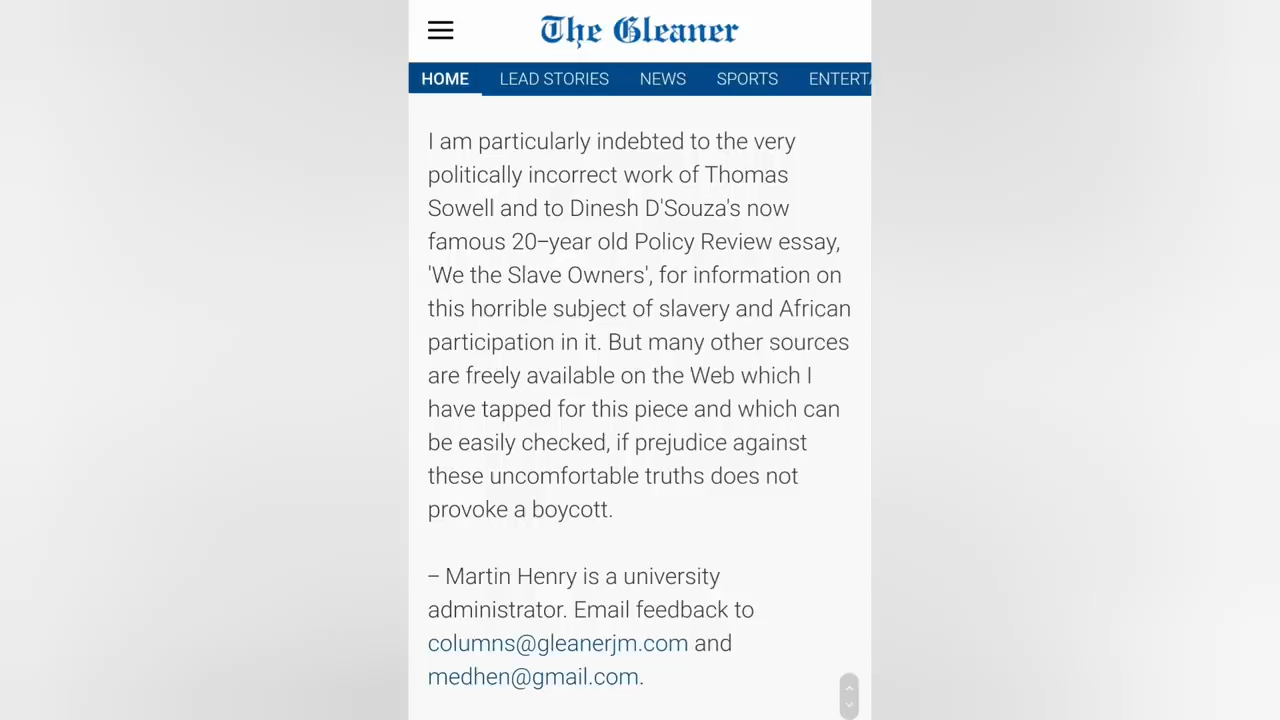 The Gleaner
HOME LEAD STORIES NEWS SPORTS ENTERTA
I am particularly indebted to the very
politically incorrect work of Thomas
Sowell and to Dinesh D'Souza's now
famous 20–year old Policy Review essay,
'We the Slave Owners', for information on
this horrible subject of slavery and African
participation in it. But many other sources
are freely available on the Web which I
have tapped for this piece and which can
be easily checked, if prejudice against
these uncomfortable truths does not
provoke a boycott.
– Martin Henry is a university
administrator. Email feedback to
columns@gleanerjm.com and
medhen@gmail.com.